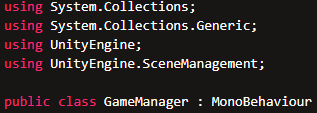 using System.Collections;
using System.Collections.Generic;
using UnityEngine;
using UnityEngine.SceneManagement;
public class GameManager : MonoBehaviour